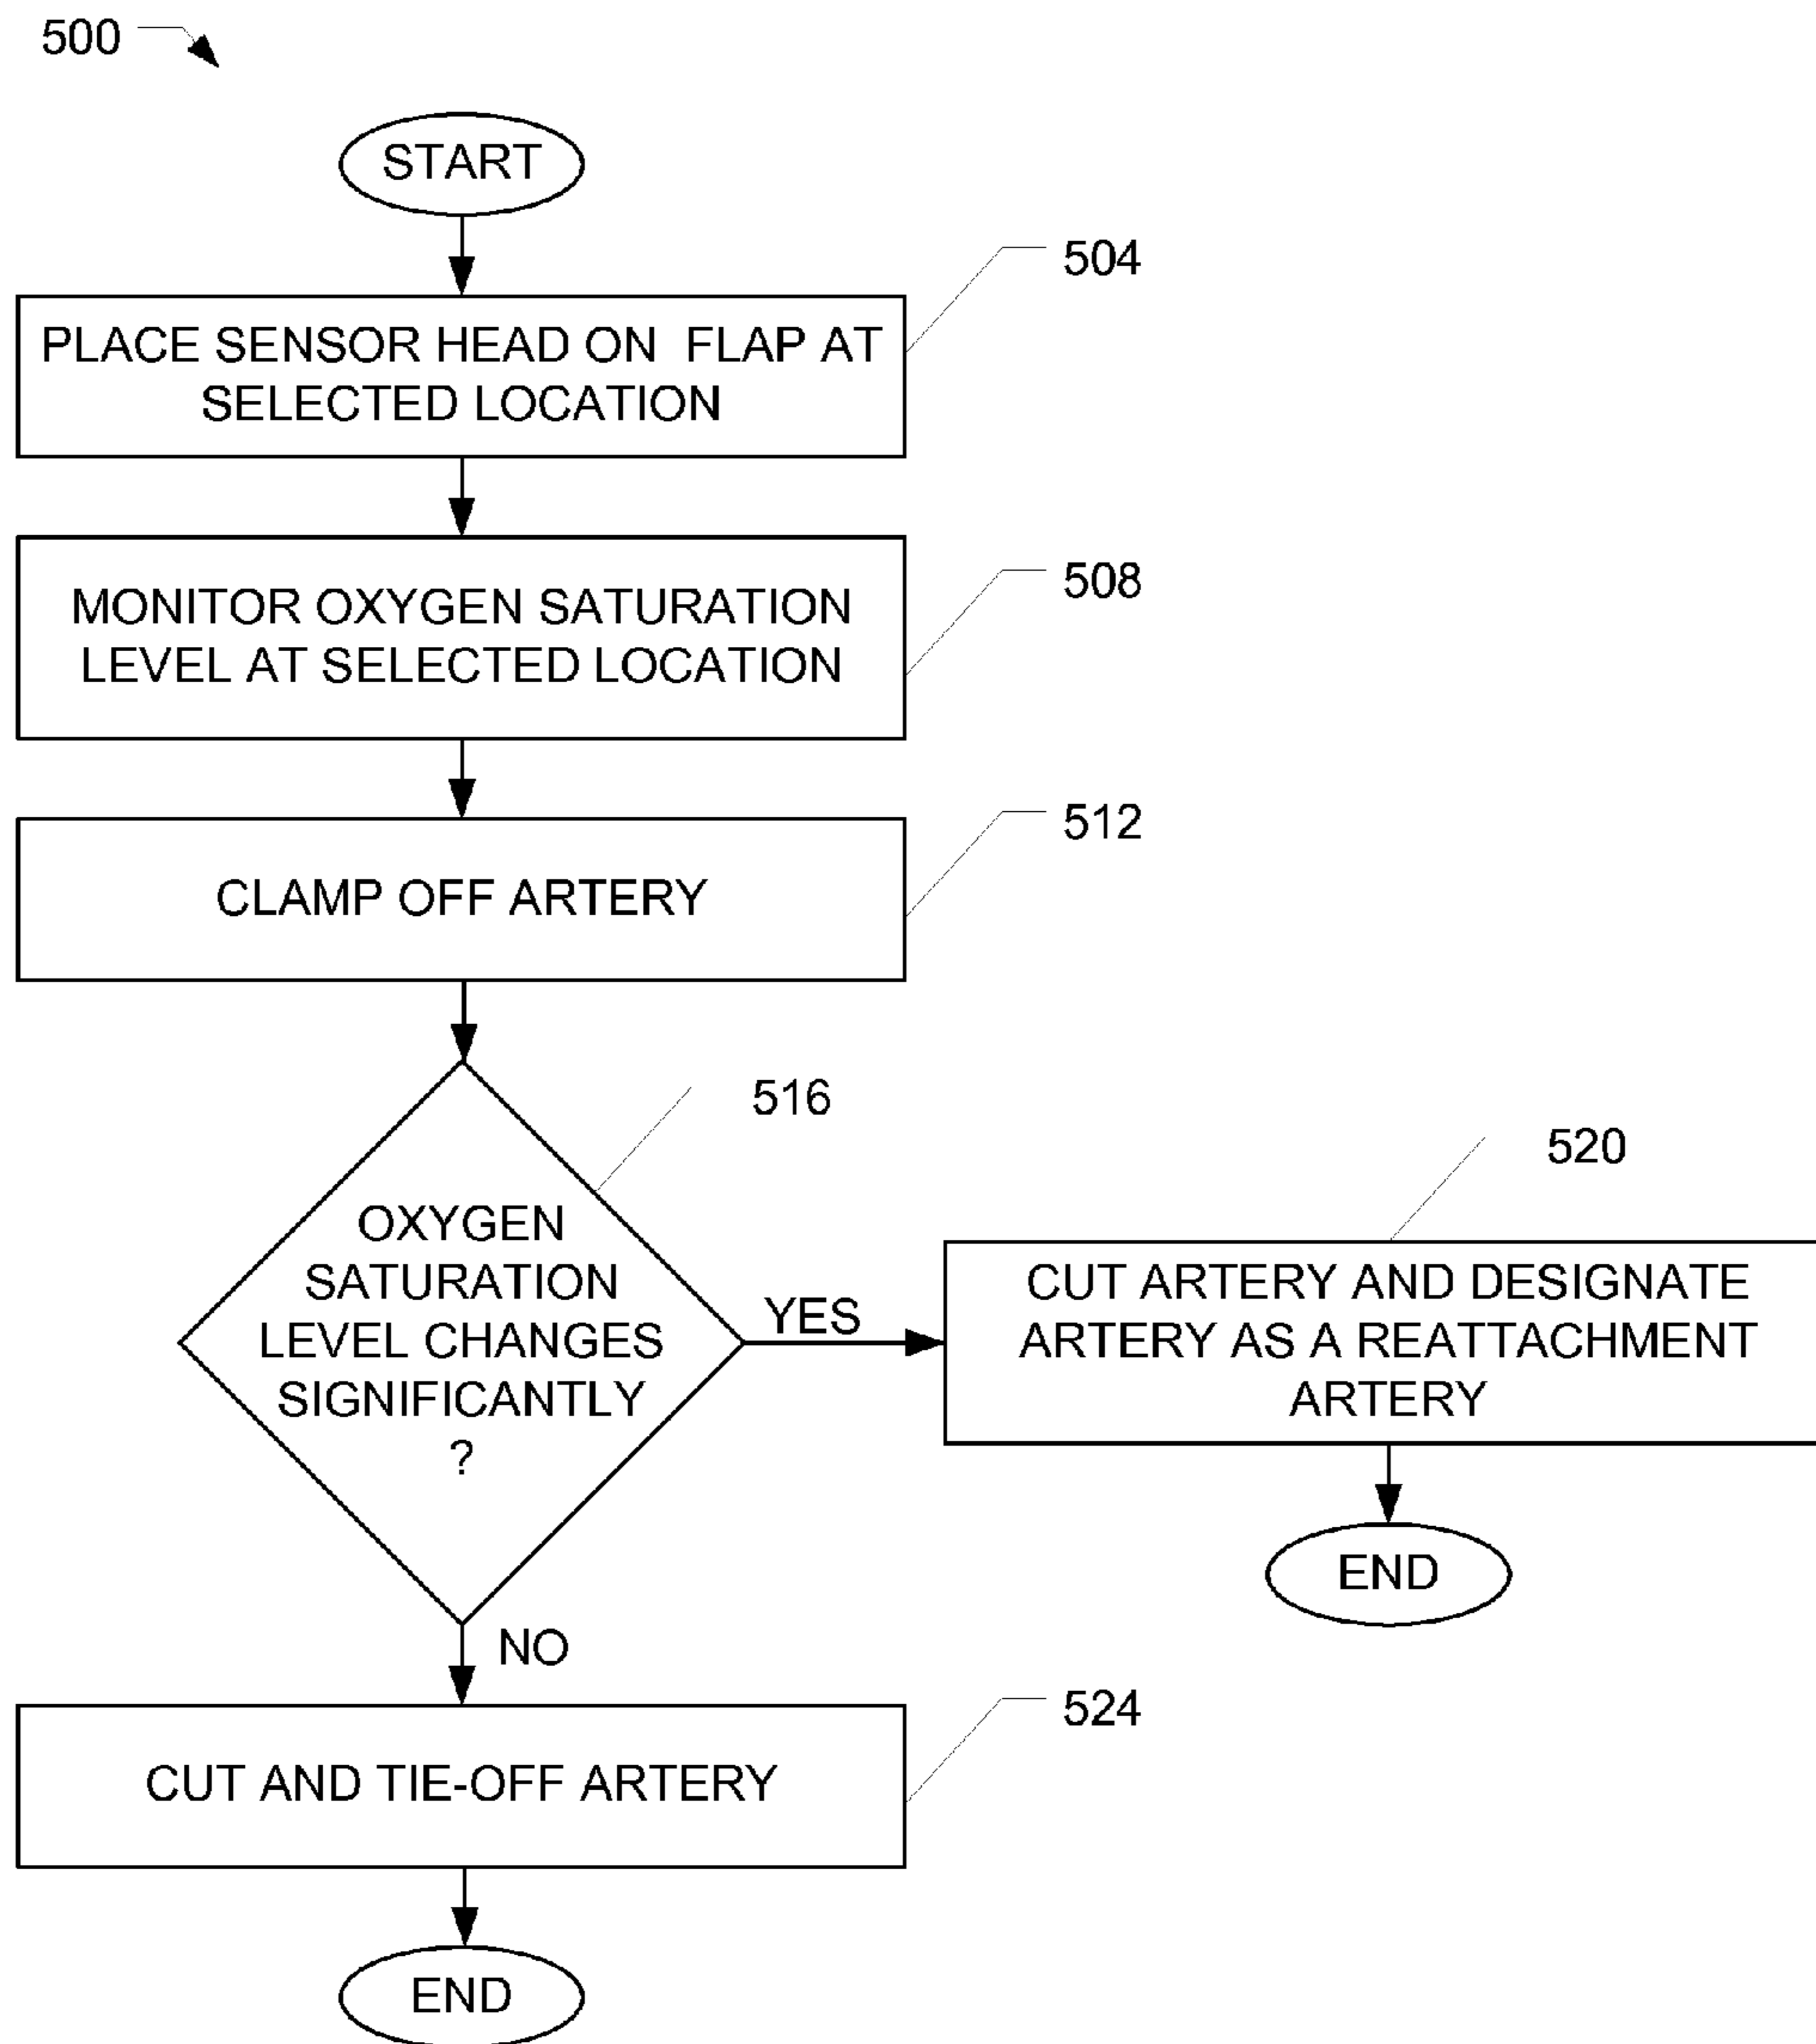 500
START
504
PLACE SENSOR HEAD ON FLAP AT
SELECTED LOCATION
508
MONITOR OXYGEN SATURATION
LEVEL AT SELECTED LOCATION
512
CLAMP OFF ARTERY
516
OXYGEN
SATURATION
LEVEL CHANGES
SIGNIFICANTLY
?
YES
520
CUT ARTERY AND DESIGNATE
ARTERY AS A REATTACHMENT
ARTERY
END
NO
524
CUT AND TIE-OFF ARTERY
END